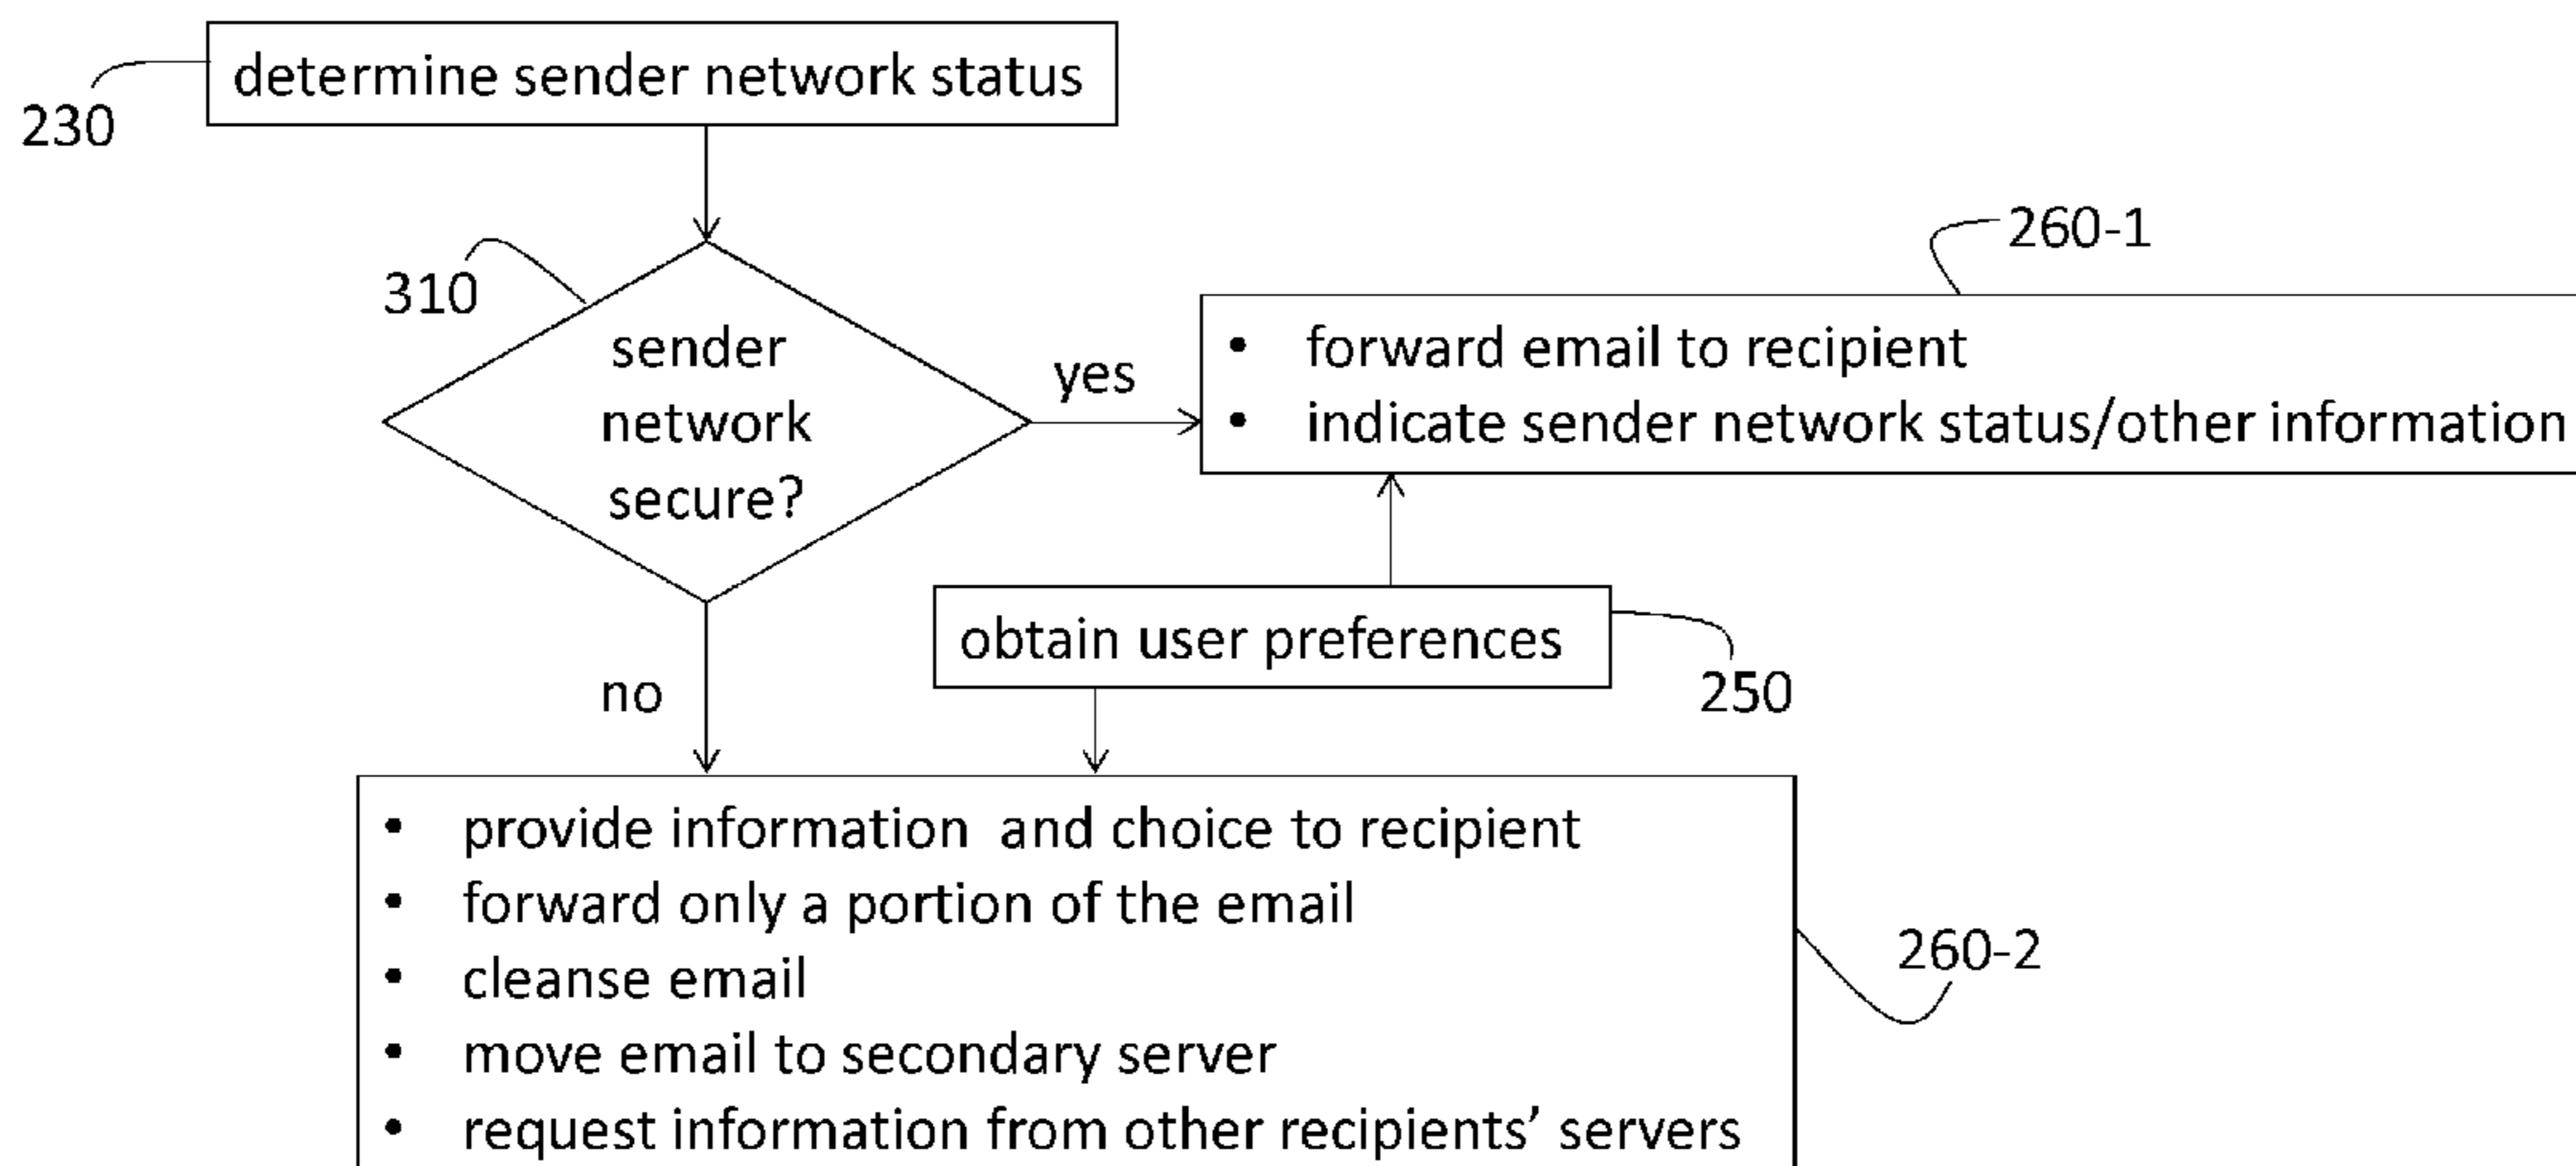 determine sender network status
230
310
sender
network
secure?
yes
260-1
• forward email to recipient
• indicate sender network status/other information
obtain user preferences
250
no
• provide information and choice to recipient
• forward only a portion of the email
• cleanse email
• move email to secondary server
• request information from other recipients’ servers
260-2